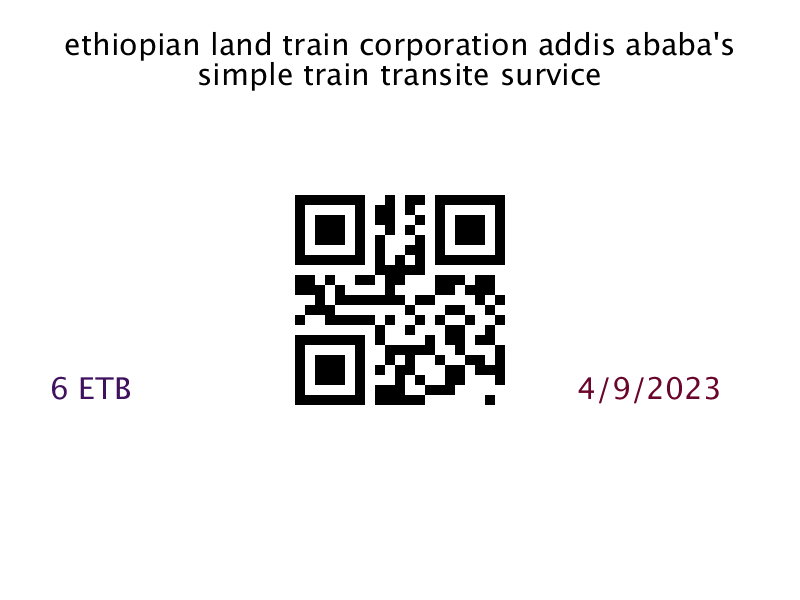 ethiopian land train corporation addis ababa's
simple train transite survice
6 ETB
4/9/2023